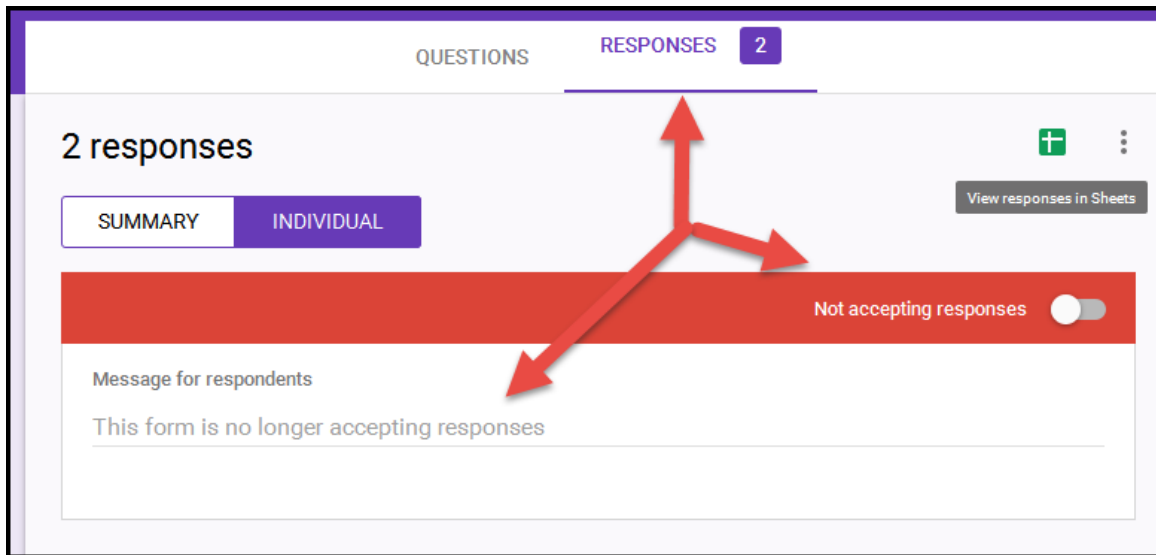 QUESTIONS
RESPONSES 2
2 responses
View responses in Sheets
SUMMARY INDIVIDUAL
Not accepting responses
Message for respondents
This form is no longer accepting responses